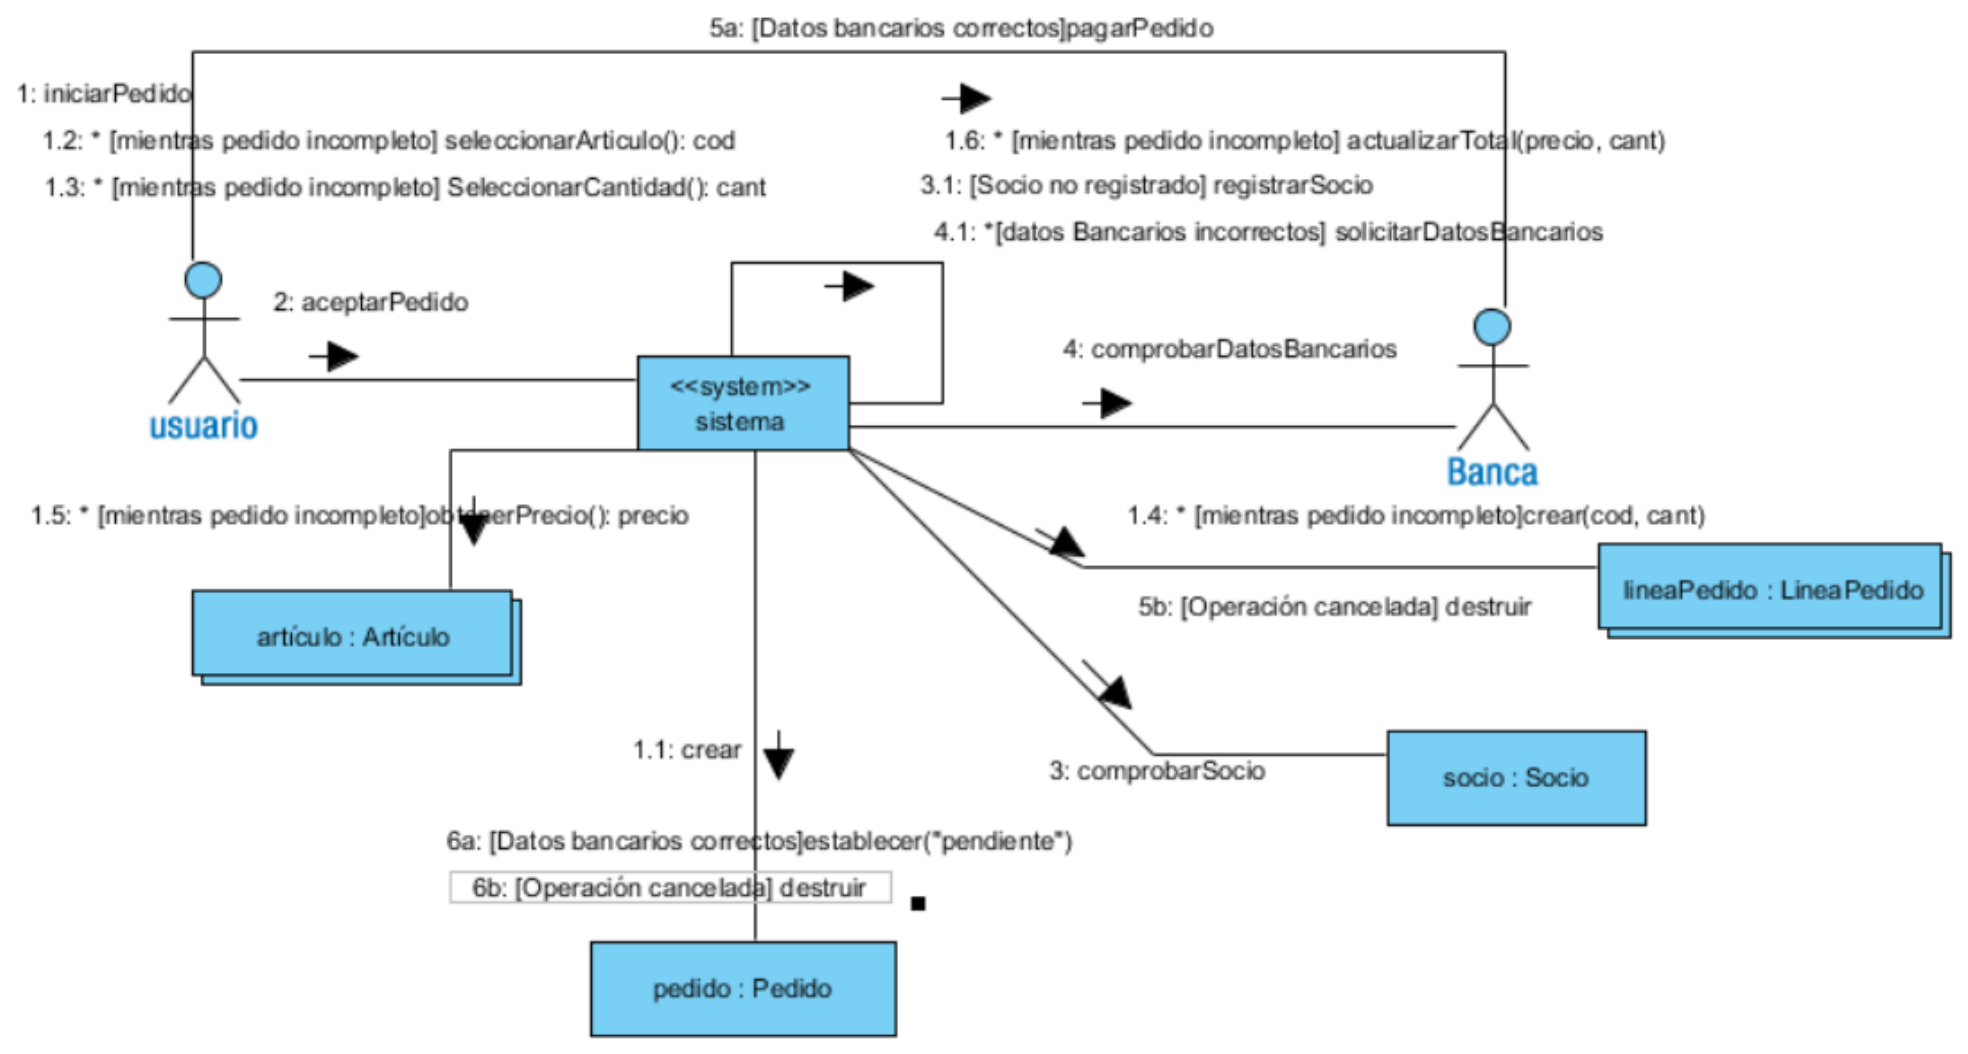 5a: [Datos bancarios correctos]pagarPedido
1: iniciarPedido
1.2: * [mientras pedido incompleto] seleccionarArticulo(): cod
1.6: * [mientras pedido incompleto] actualizarTotal(precio, cant)
1.3: * [mientras pedido incompleto] SeleccionarCantidad(): cant
3.1: [Socio no registrado] registrarSocio
4.1: *[datos Bancarios incorrectos] solicitarDatosBancarios
2: aceptarPedido
4: comprobarDatosBancarios
<<system>>
sistema
usuario
Banca
1.5: * [mientras pedido incompleto]obtenerPrecio(): precio
1.4: * [mientras pedido incompleto]crear(cod, cant)
lineaPedido : LineaPedido
5b: [Operación cancelada] destruir
artículo : Artículo
1.1: crear
3: comprobarSocio
socio : Socio
6a: [Datos bancarios correctos]establecer("pendiente")
6b: [Operación cancelada] destruir
pedido : Pedido